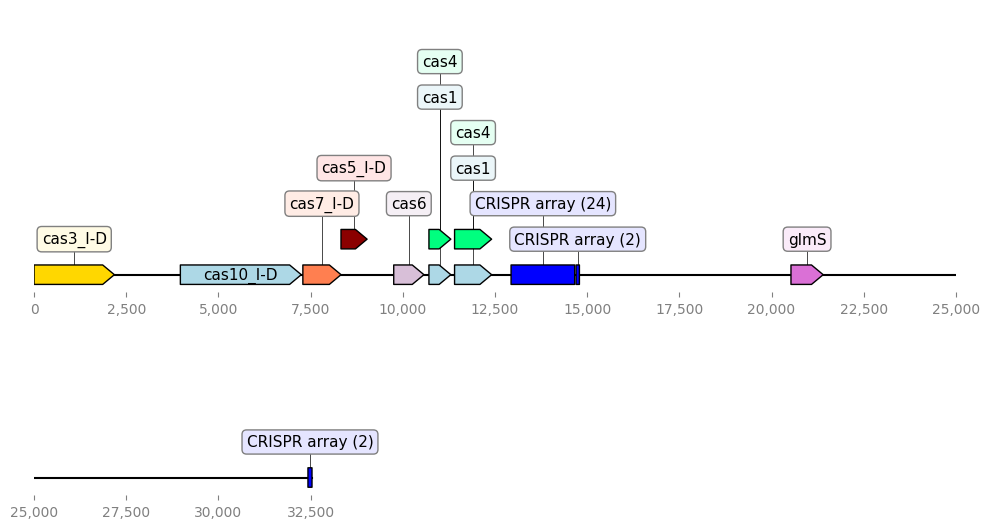 cas4
cas1
cas4
cas5_I-D
cas1
cas7_I-D
cas6
CRISPR array (24)
cas3_I-D
CRISPR array (2)
glmS
cas10_I-D
0
2,500
5,000
7,500
10,000
12,500
15,000
17,500
20,000
22,500
25,000
CRISPR array (2)
25,000
27,500
30,000
32,500